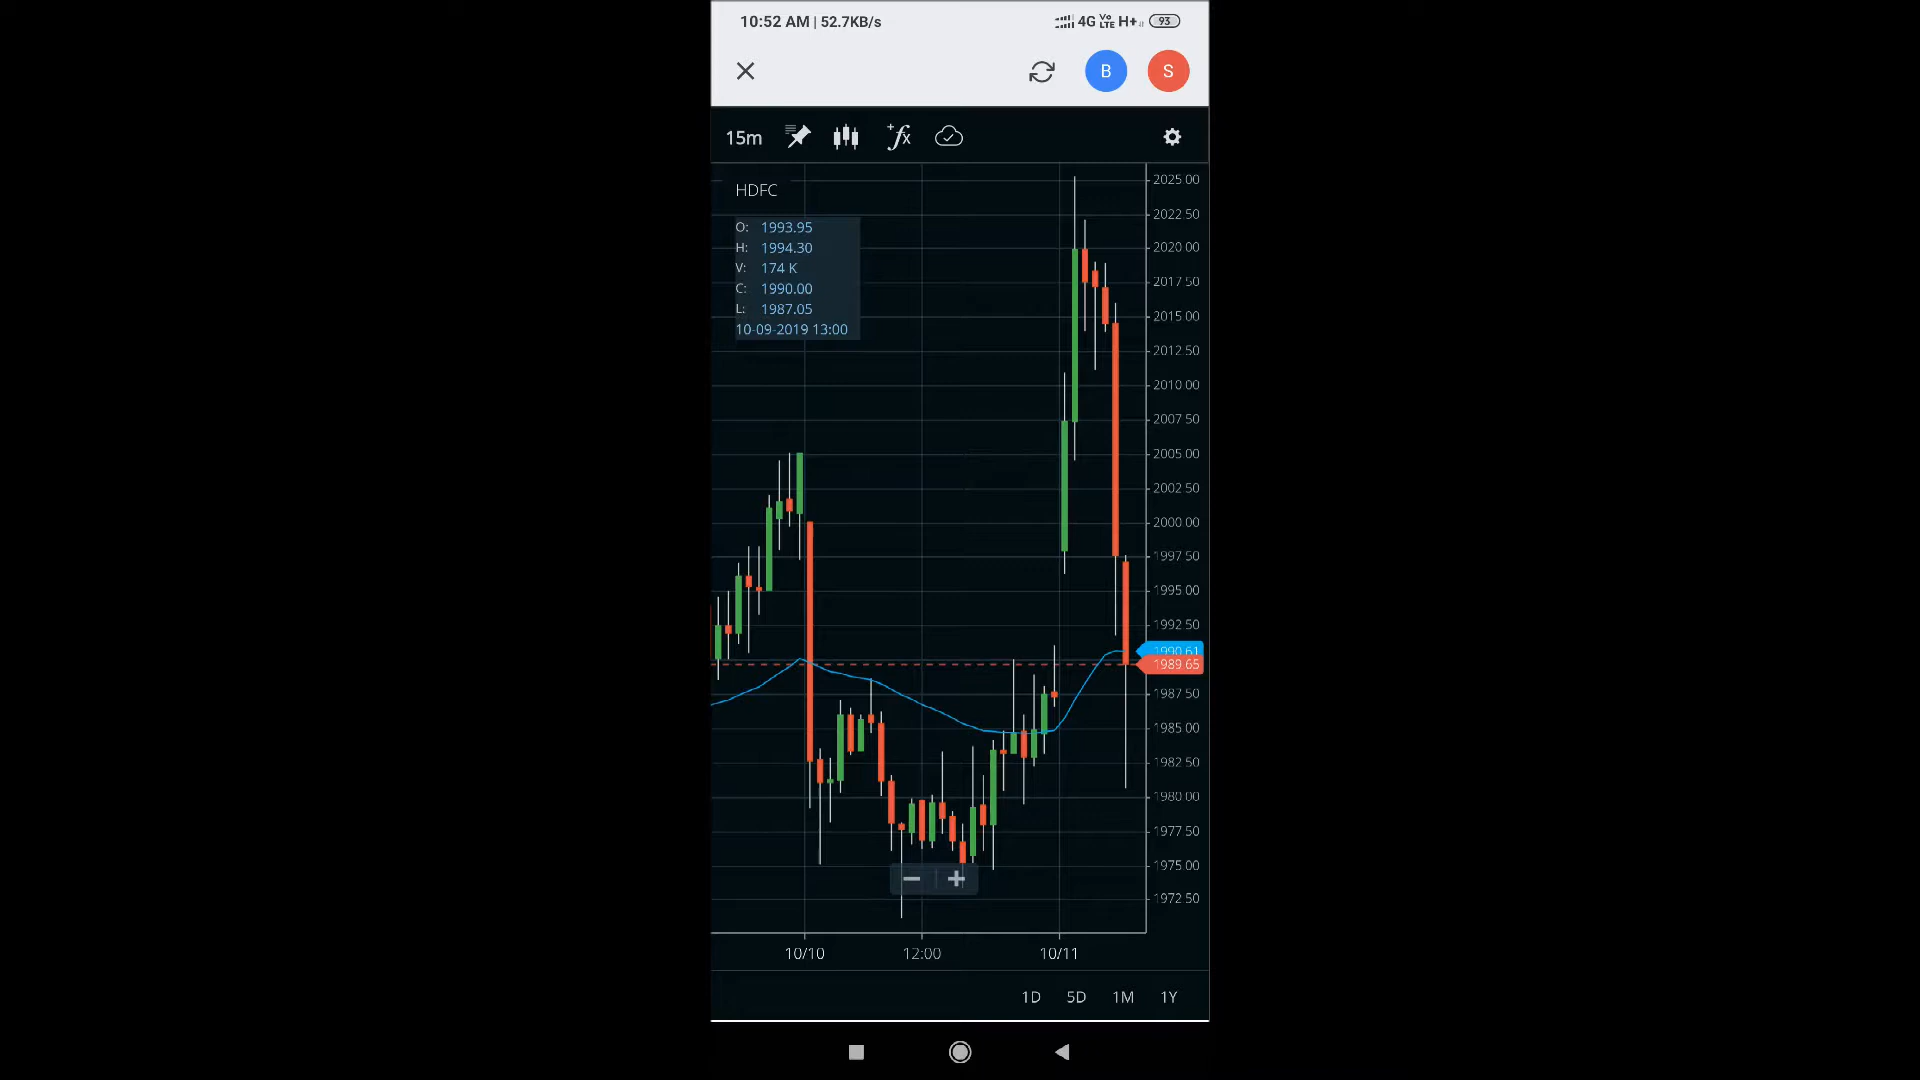 10:52 AM | 52.7KB/s 4G Vo LTE H+ 93
B S
15m fx
HDFC
O: 1993.95
H: 1994.30
V: 174 K
C: 1990.00
L: 1987.05
10-09-2019 13:00
2025.00
2022.50
2020.00
2017.50
2015.00
2012.50
2010.00
2007.50
2005.00
2002.50
2000.00
1997.50
1995.00
1992.50
1990.61
1989.65
1987.50
1985.00
1982.50
1980.00
1977.50
1975.00
1972.50
10/10 12:00 10/11
1D 5D 1M 1Y